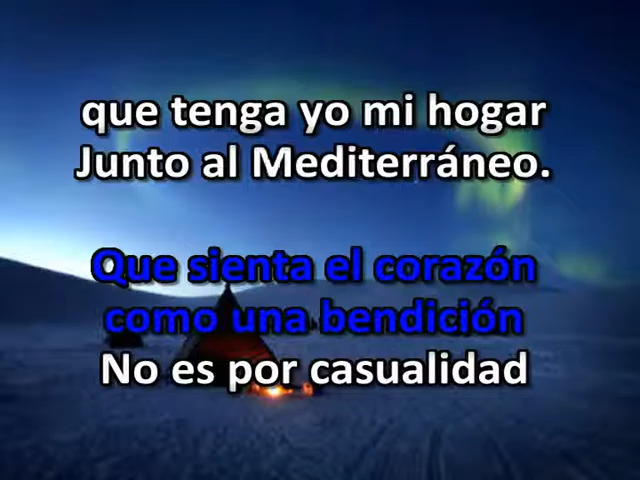 que tenga yo mi hogar
Junto al Mediterráneo.
Que sienta el corazón
como una bendición
No es por casualidad